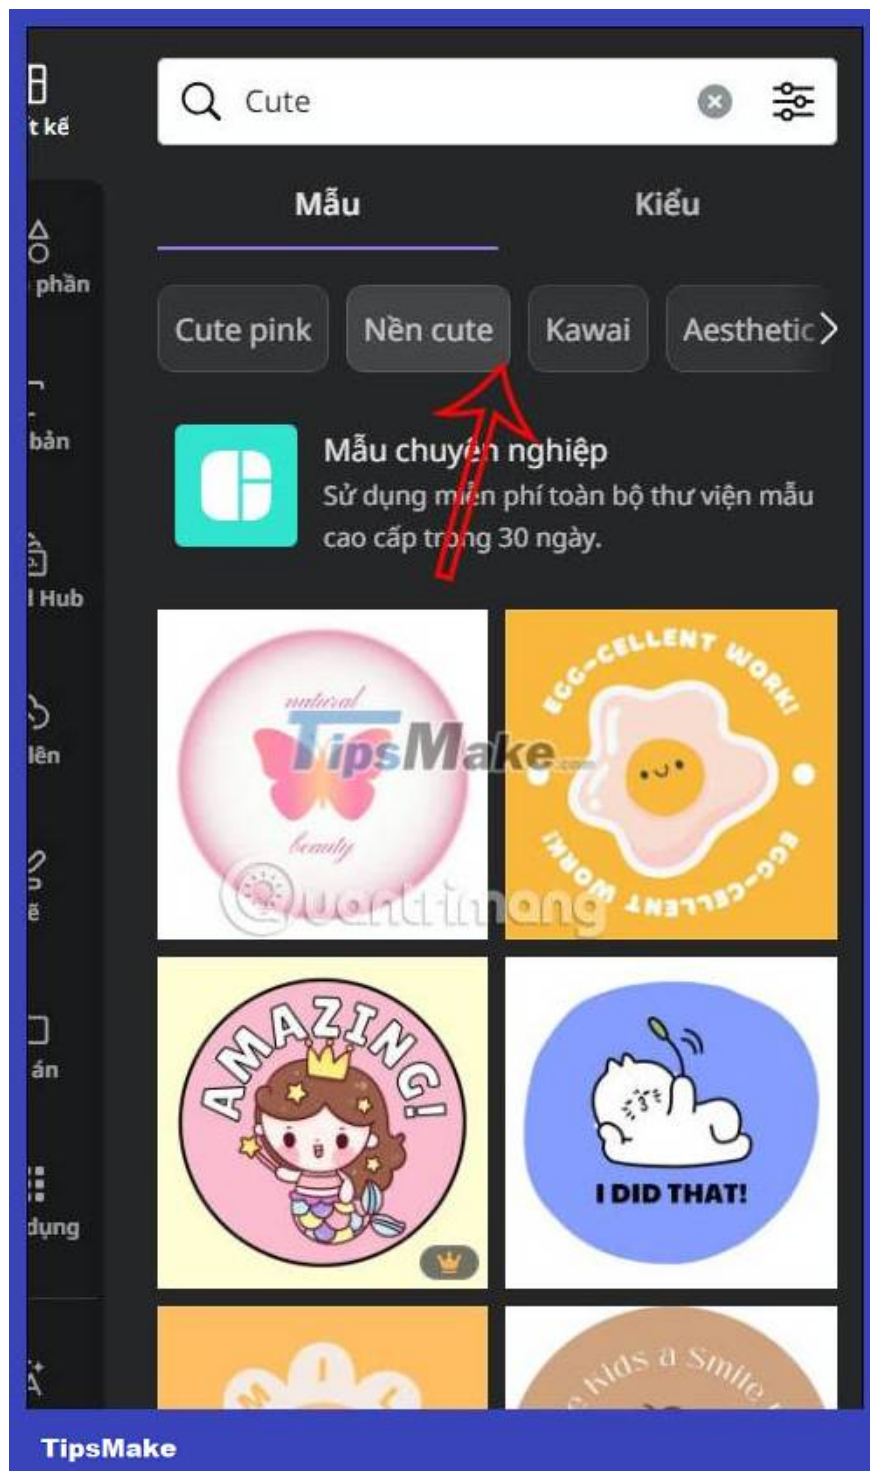 Cute
t kế
Mẫu
Kiểu
phần
Cute pink
Nền cute
Kawai
Aesthetic
bản
Mẫu chuyên nghiệp
Sử dụng miễn phí toàn bộ thư viện mẫu
cao cấp trong 30 ngày.
Hub
lên
natural
beauty
EGG-CELLENT WORK!
EGG-CELLENT WORK!
TipsMake.com
Quantrimang
án
dụng
AMAZING!
I DID THAT!
M I L
Kids a Smile
TipsMake